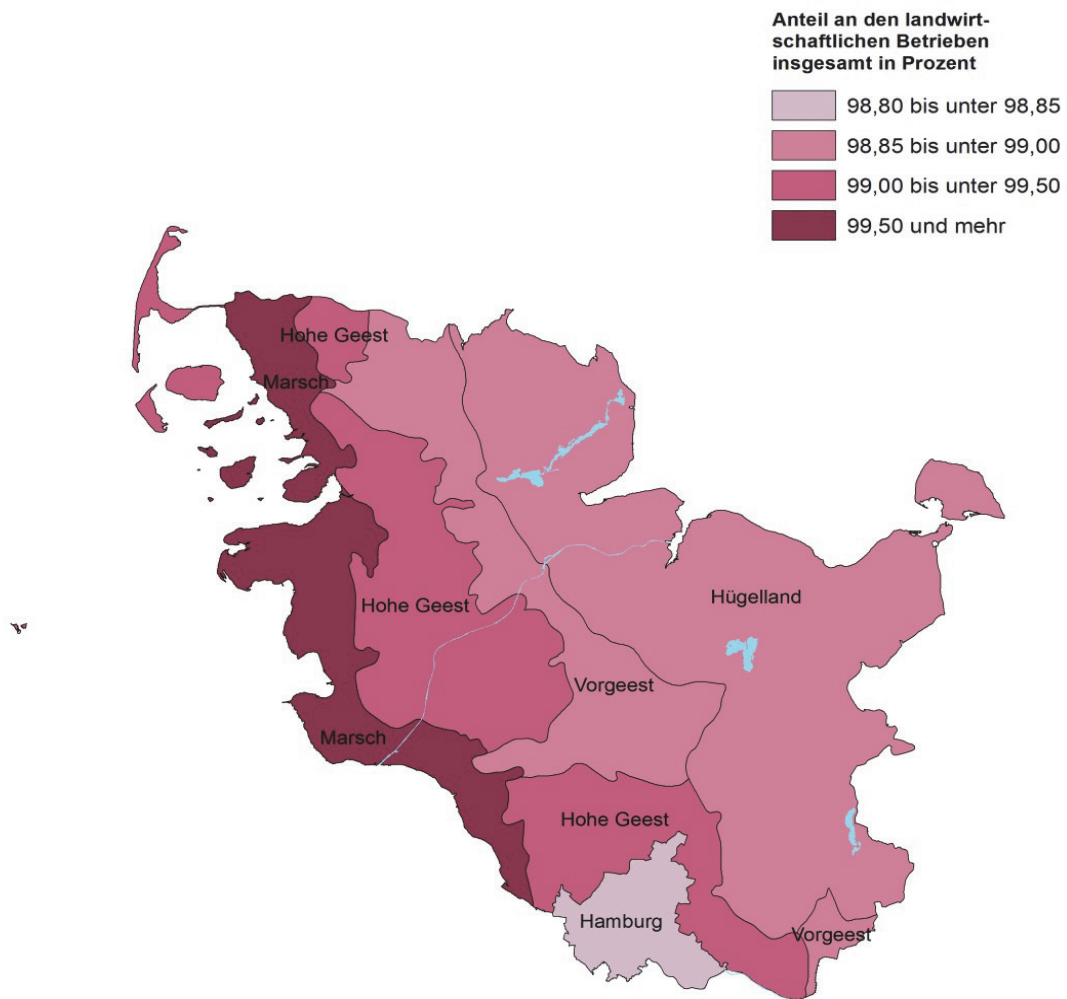 Anteil an den landwirt-
schaftlichen Betrieben
insgesamt in Prozent
98,80 bis unter 98,85
98,85 bis unter 99,00
99,00 bis unter 99,50
99,50 und mehr
Hohe Geest
Marsch
Hohe Geest
Hügelland
Vorgeest
Marsch
Hohe Geest
Hamburg
Vorgeest